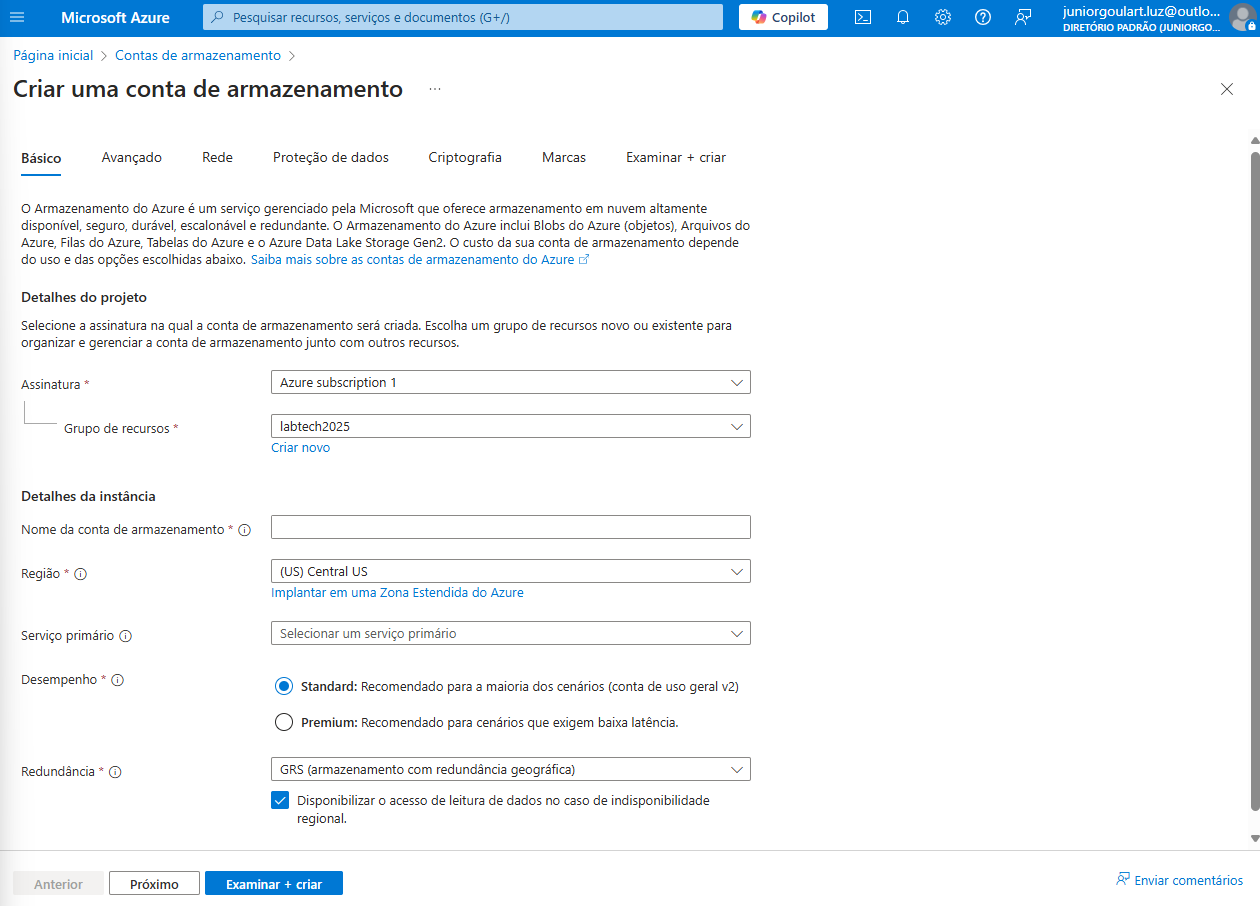 Microsoft Azure
Pesquisar recursos, serviços e documentos (G+/)
Copilot
juniorgoulart.luz@outlo...
DIRETÓRIO PADRÃO (JUNIORGO...
Página inicial > Contas de armazenamento >
Criar uma conta de armazenamento ...
Básico Avançado Rede Proteção de dados Criptografia Marcas Examinar + criar
O Armazenamento do Azure é um serviço gerenciado pela Microsoft que oferece armazenamento em nuvem altamente
disponível, seguro, durável, escalonável e redundante. O Armazenamento do Azure inclui Blobs do Azure (objetos), Arquivos do
Azure, Filas do Azure, Tabelas do Azure e o Azure Data Lake Storage Gen2. O custo da sua conta de armazenamento depende
do uso e das opções escolhidas abaixo. Saiba mais sobre as contas de armazenamento do Azure
Detalhes do projeto
Selecione a assinatura na qual a conta de armazenamento será criada. Escolha um grupo de recursos novo ou existente para
organizar e gerenciar a conta de armazenamento junto com outros recursos.
Assinatura * Azure subscription 1
Grupo de recursos * labtech2025
Criar novo
Detalhes da instância
Nome da conta de armazenamento *
Região * (US) Central US
Implantar em uma Zona Estendida do Azure
Serviço primário Selecionar um serviço primário
Desempenho * Standard: Recomendado para a maioria dos cenários (conta de uso geral v2)
Premium: Recomendado para cenários que exigem baixa latência.
Redundância * GRS (armazenamento com redundância geográfica)
Disponibilizar o acesso de leitura de dados no caso de indisponibilidade
regional.
Anterior Próximo Examinar + criar Enviar comentários